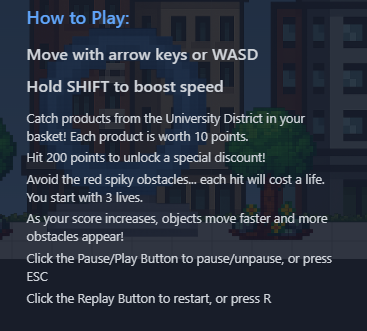 How to Play:
Move with arrow keys or WASD
Hold SHIFT to boost speed
Catch products from the University District in your
basket! Each product is worth 10 points.
Hit 200 points to unlock a special discount!
Avoid the red spiky obstacles... each hit will cost a life.
You start with 3 lives.
As your score increases, objects move faster and more
obstacles appear!
Click the Pause/Play Button to pause/unpause, or press
ESC
Click the Replay Button to restart, or press R